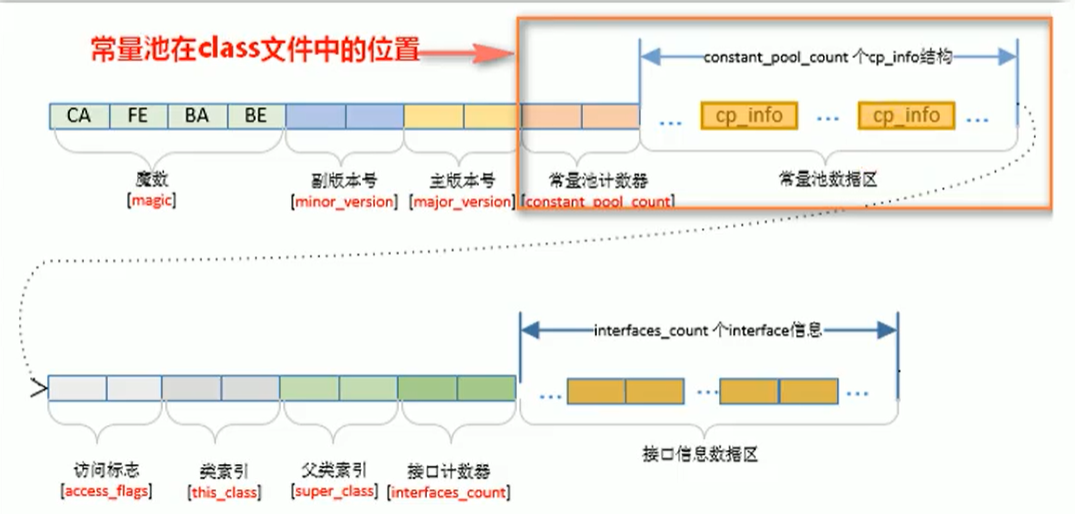 常量池在class文件中的位置
constant_pool_count 个cp_info结构
CA FE BA BE
... cp_info ... cp_info ...
魔数 副版本号 主版本号 常量池计数器 常量池数据区
[magic] [minor_version] [major_version] [constant_pool_count]
interfaces_count 个interface信息
... ... ...
访问标志 类索引 父类索引 接口计数器 接口信息数据区
[access_flags] [this_class] [super_class] [interfaces_count]